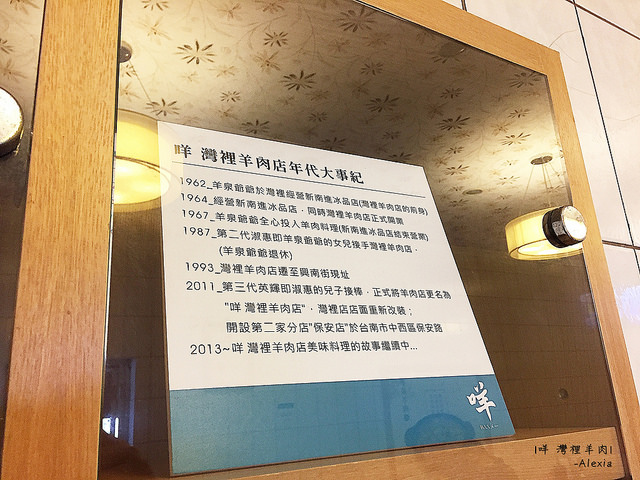 咩 灣裡羊肉店年代大事紀
1962_羊泉爺爺於灣裡經營新南進冰品店(灣裡羊肉店的前身)
1964_經營新南進冰品店，同時灣裡羊肉店正式開業
1967_羊泉爺爺全心投入羊肉料理(新南進冰品店結束營業)
1987_第二代淑惠即羊泉爺爺的女兒接手灣裡羊肉店，
(羊泉爺爺退休)
1993_灣裡羊肉店遷至興南街現址
2011_第三代英輝即淑惠的兒子接棒，正式將羊肉店更名為
"咩 灣裡羊肉店"，灣裡店店面重新改裝；
開設第二家分店"保安店"於台南市中西區保安路
2013~咩 灣裡羊肉店美味料理的故事繼續中...
咩
|咩 灣裡羊肉|
-Alexia